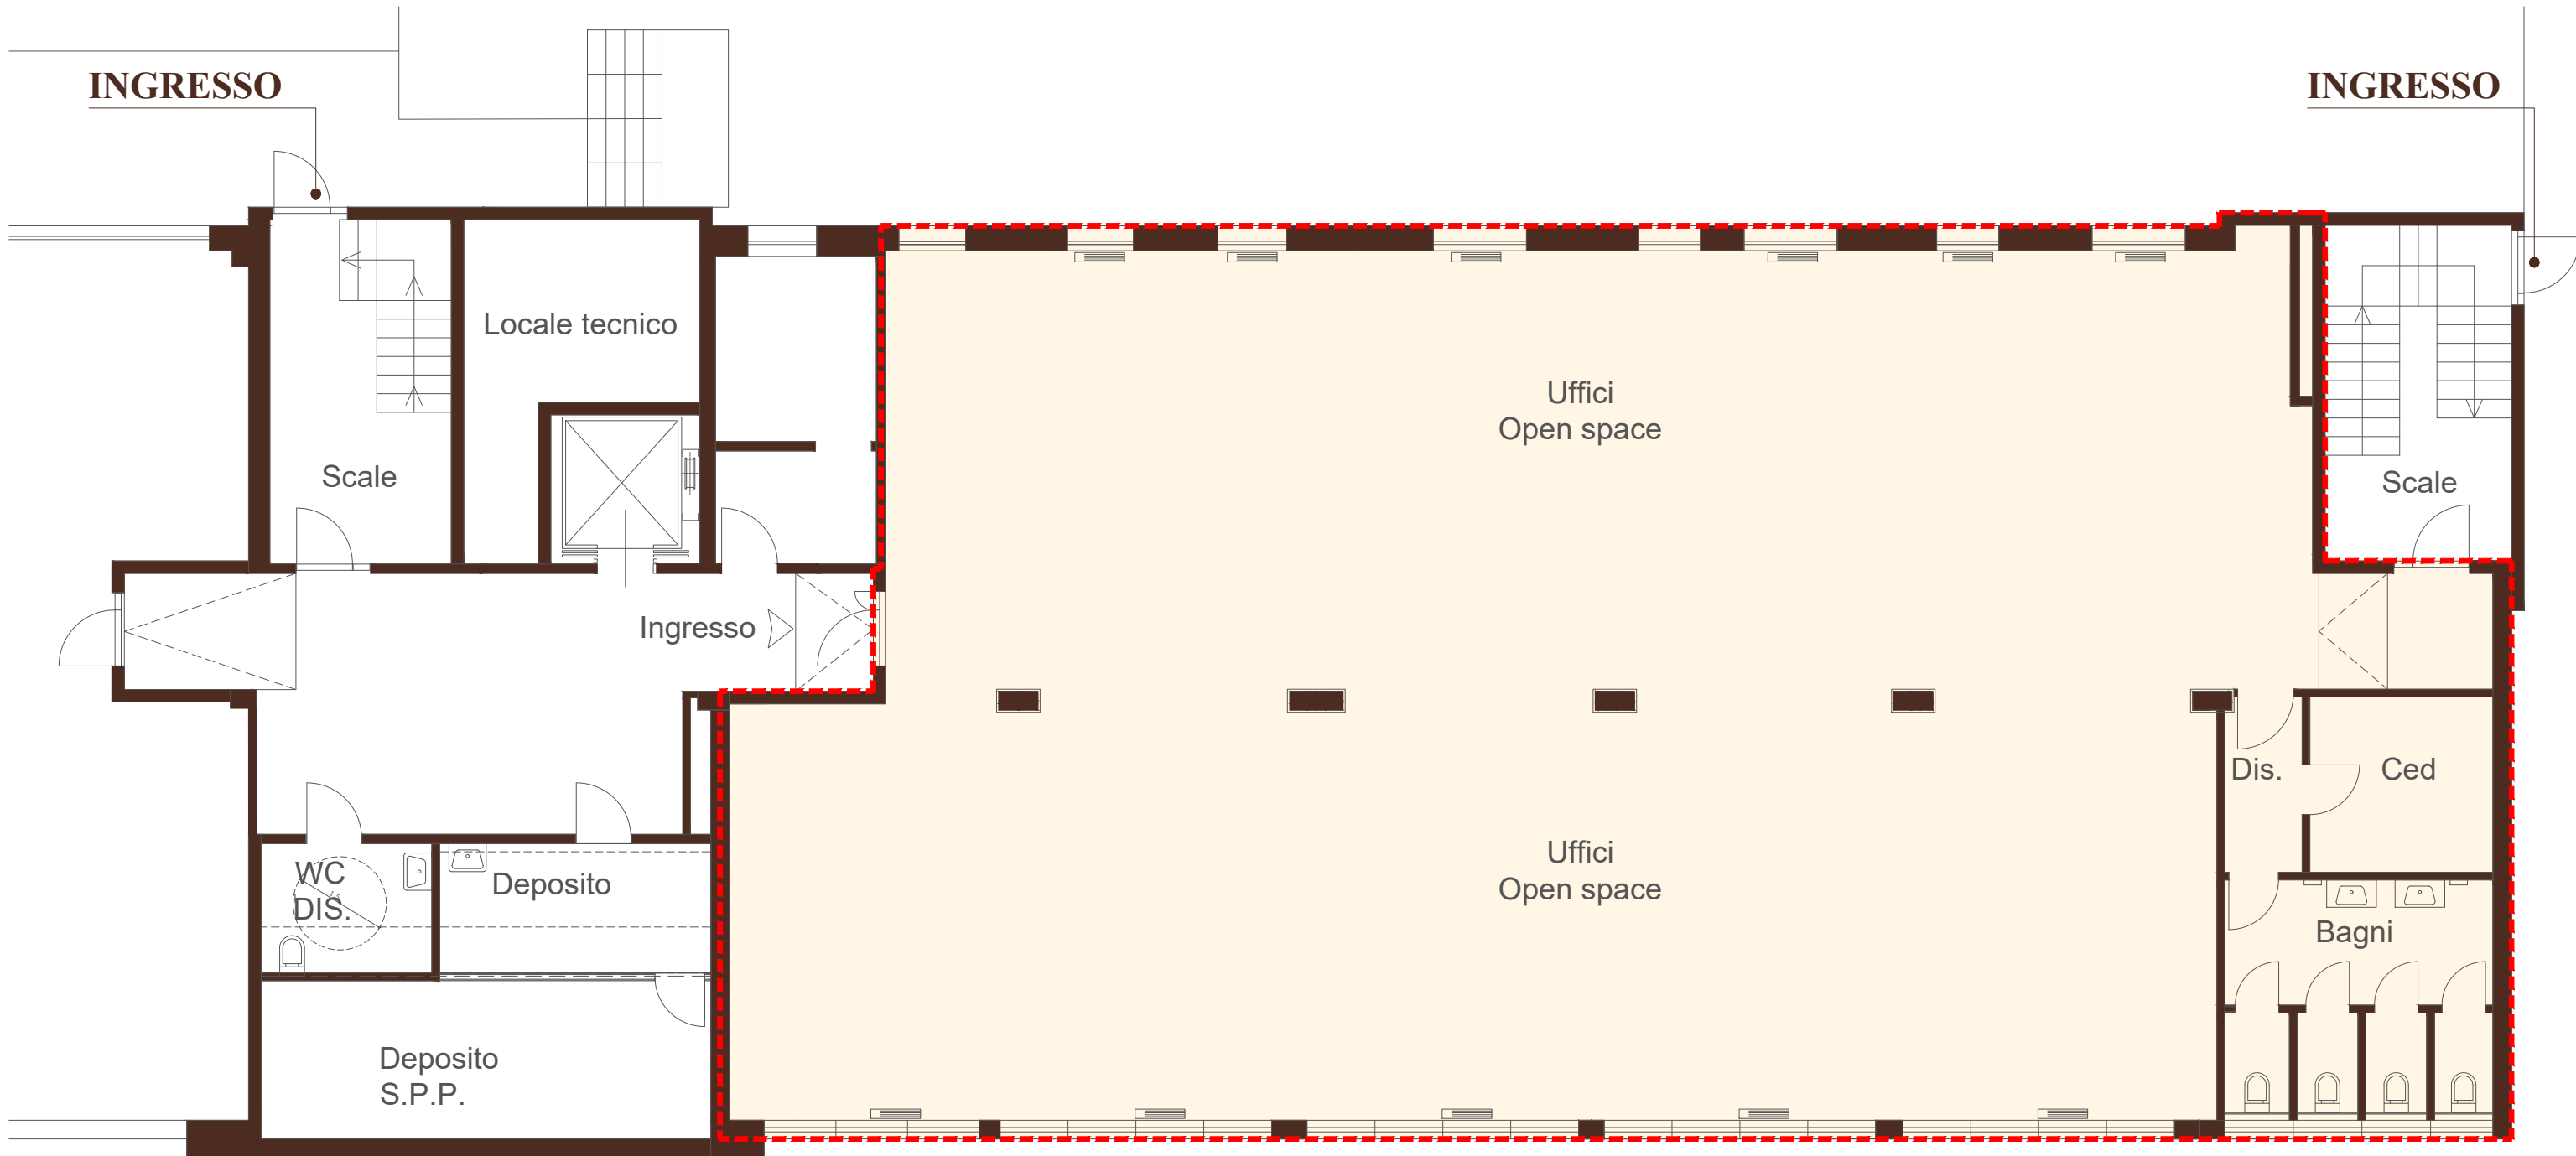 INGRESSO
INGRESSO
Locale tecnico
Uffici
Open space
Scale
Scale
Ingresso
Dis.
Ced
Uffici
Open space
WC
DIS.
Deposito
Bagni
Deposito
S.P.P.